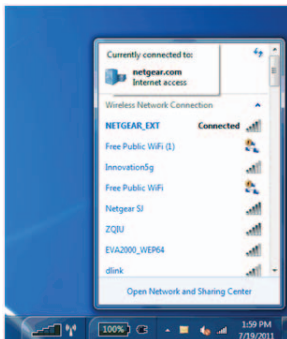 Currently connected to:
netgear.com
Internet access
Wireless Network Connection
NETGEAR_EXT Connected
Free Public WiFi (1)
Innovation5g
Free Public WiFi
Netgear SJ
ZQIU
EVA2000_WEP64
dlink
Open Network and Sharing Center
100%
1:59 PM
7/19/2011